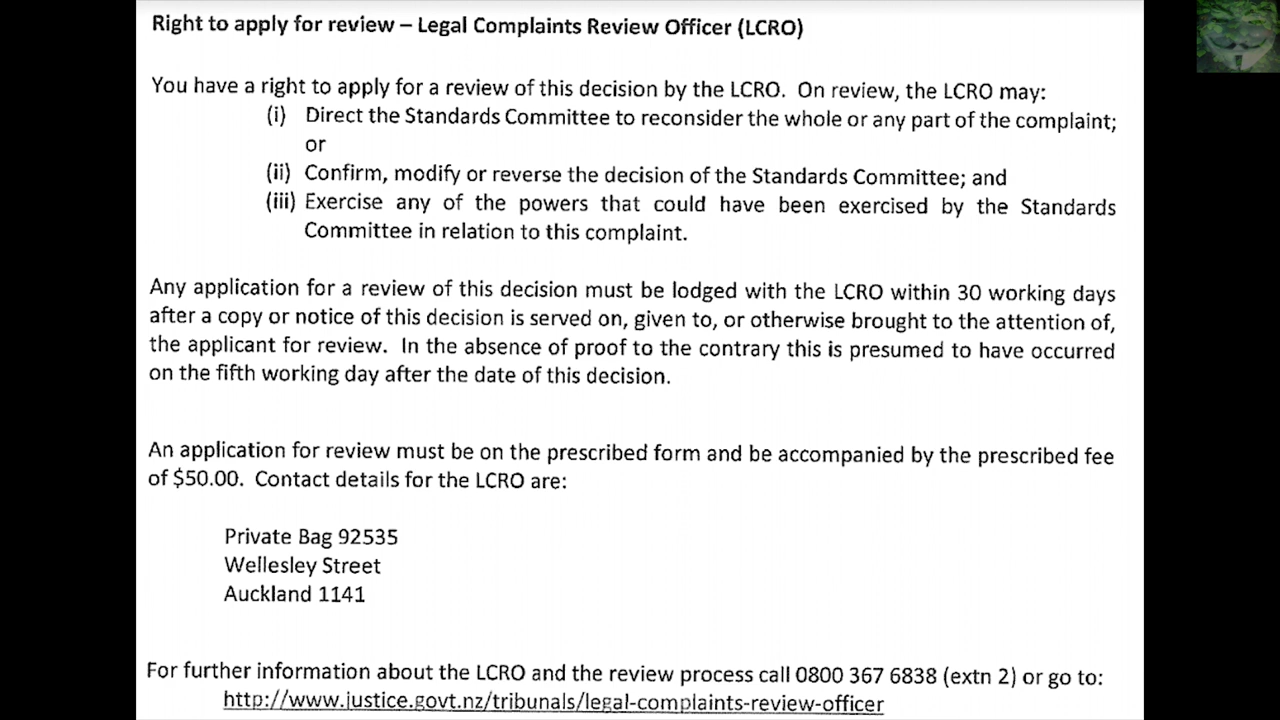 Right to apply for review – Legal Complaints Review Officer (LCRO)
You have a right to apply for a review of this decision by the LCRO. On review, the LCRO may:
(i) Direct the Standards Committee to reconsider the whole or any part of the complaint;
or
(ii) Confirm, modify or reverse the decision of the Standards Committee; and
(iii) Exercise any of the powers that could have been exercised by the Standards
Committee in relation to this complaint.
Any application for a review of this decision must be lodged with the LCRO within 30 working days
after a copy or notice of this decision is served on, given to, or otherwise brought to the attention of,
the applicant for review. In the absence of proof to the contrary this is presumed to have occurred
on the fifth working day after the date of this decision.
An application for review must be on the prescribed form and be accompanied by the prescribed fee
of $50.00. Contact details for the LCRO are:
Private Bag 92535
Wellesley Street
Auckland 1141
For further information about the LCRO and the review process call 0800 367 6838 (extn 2) or go to:
http://www.justice.govt.nz/tribunals/legal-complaints-review-officer